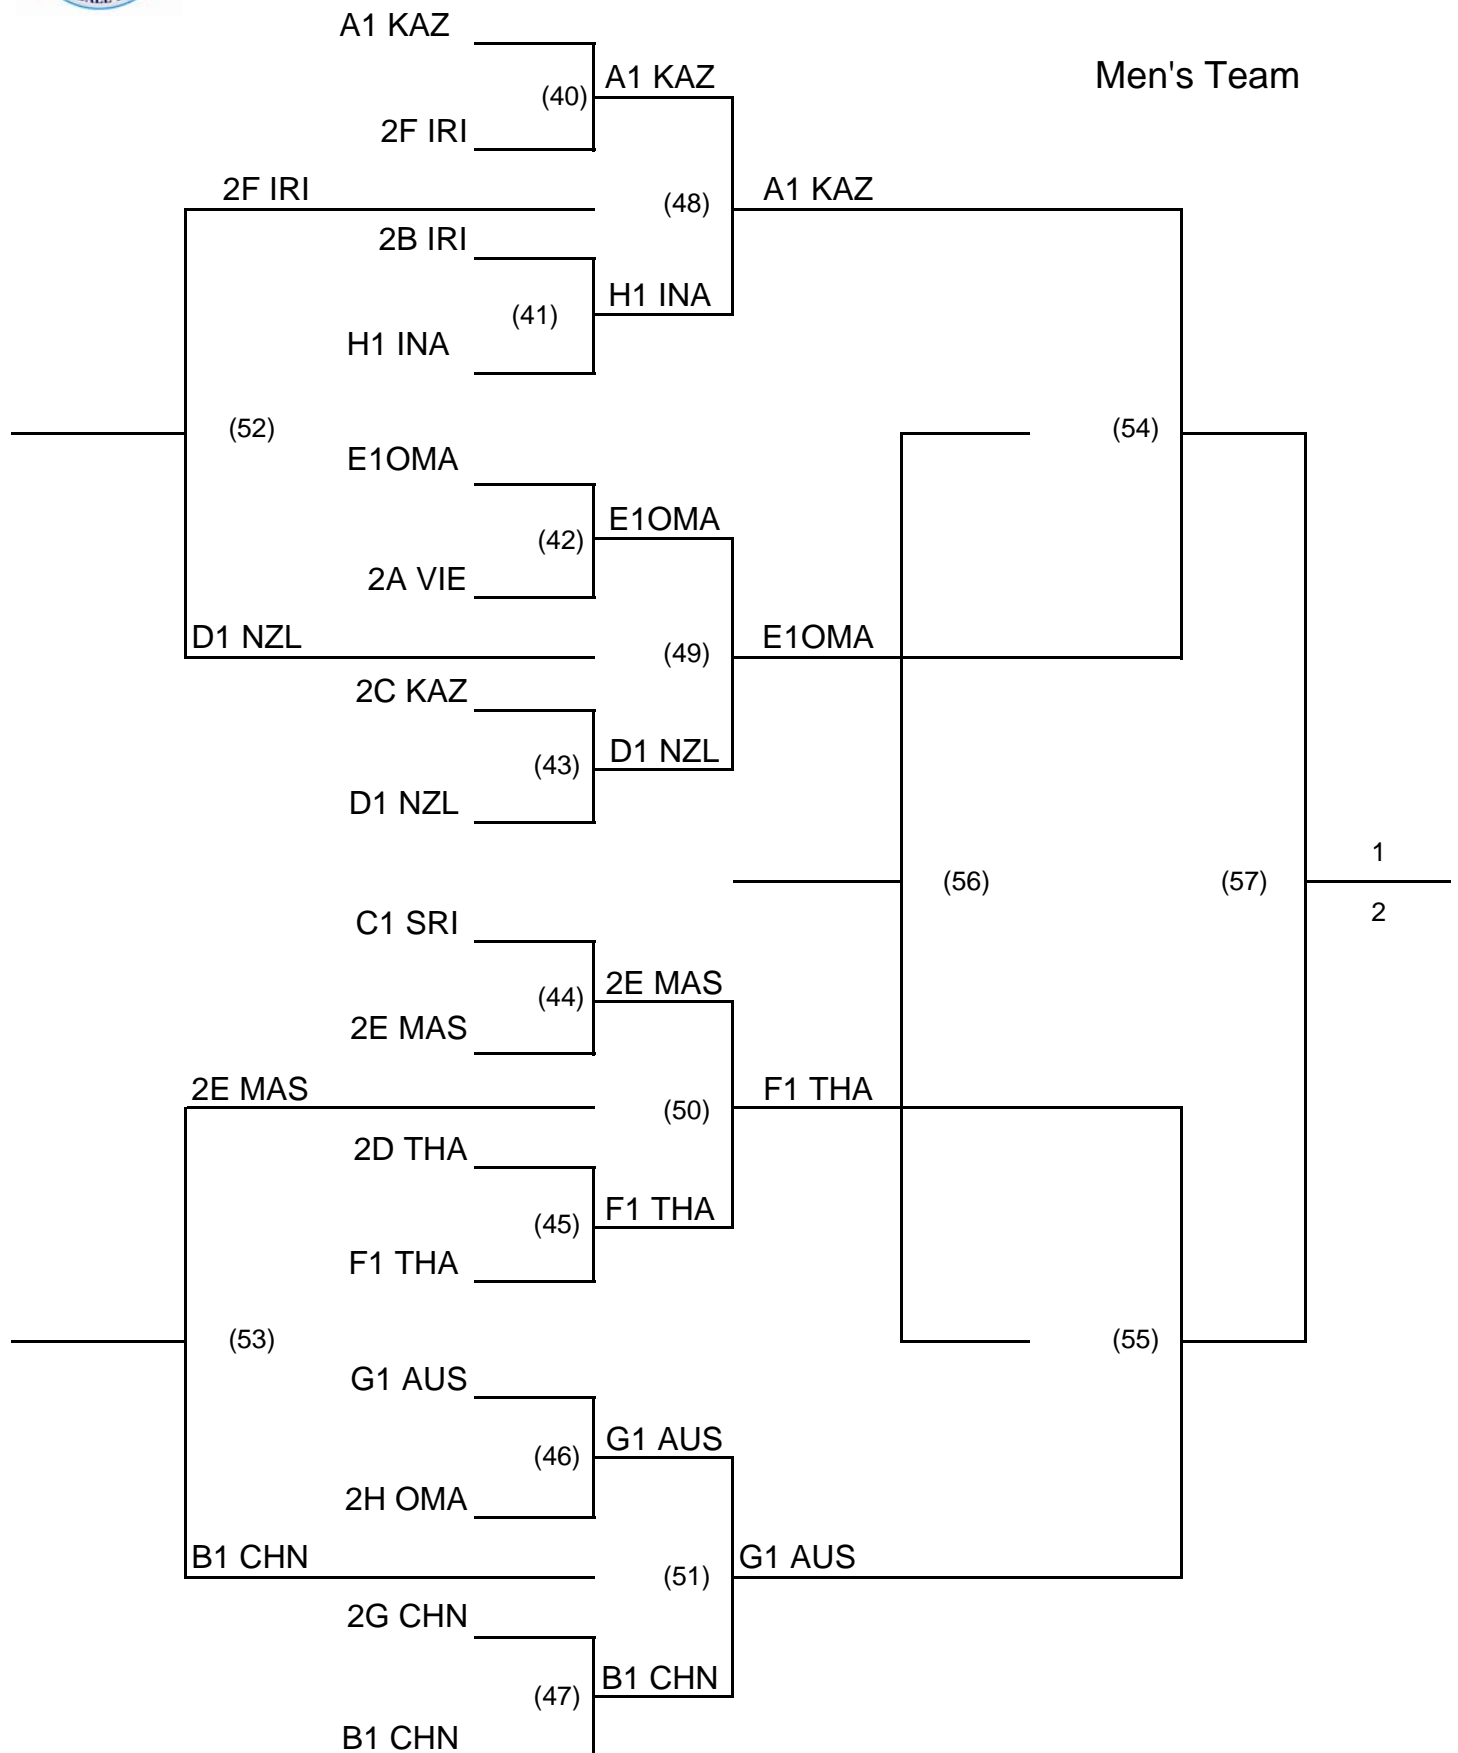 A1 KAZ
Men's Team
A1 KAZ
(40)
2F IRI
2F IRI
(48)
A1 KAZ
2B IRI
H1 INA
(41)
H1 INA
(52)
(54)
E1OMA
E1OMA
(42)
2A VIE
D1 NZL
(49)
E1OMA
2C KAZ
D1 NZL
(43)
D1 NZL
1
(56)
(57)
2
C1 SRI
2E MAS
(44)
2E MAS
2E MAS
(50)
F1 THA
2D THA
F1 THA
(45)
F1 THA
(53)
(55)
G1 AUS
G1 AUS
(46)
2H OMA
B1 CHN
(51)
G1 AUS
2G CHN
B1 CHN
(47)
B1 CHN